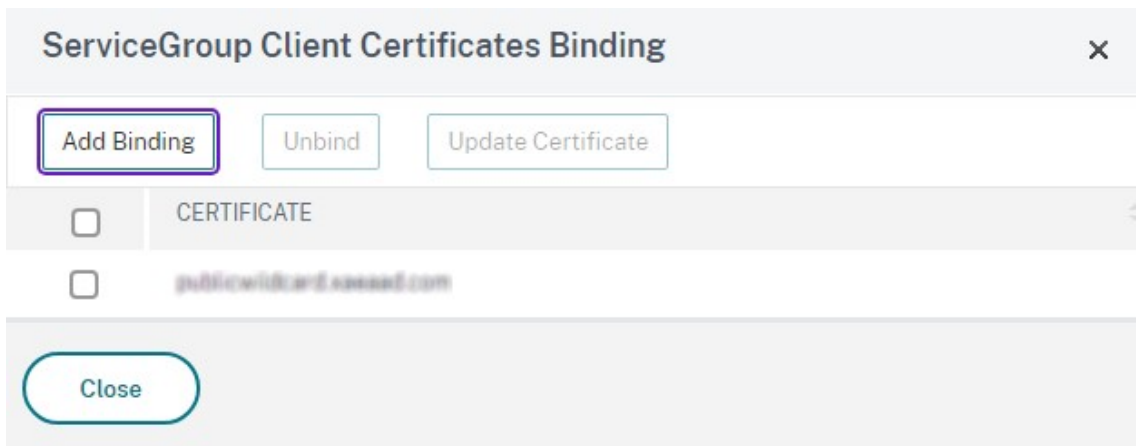 ServiceGroup Client Certificates Binding
Add Binding Unbind Update Certificate
CERTIFICATE
Close